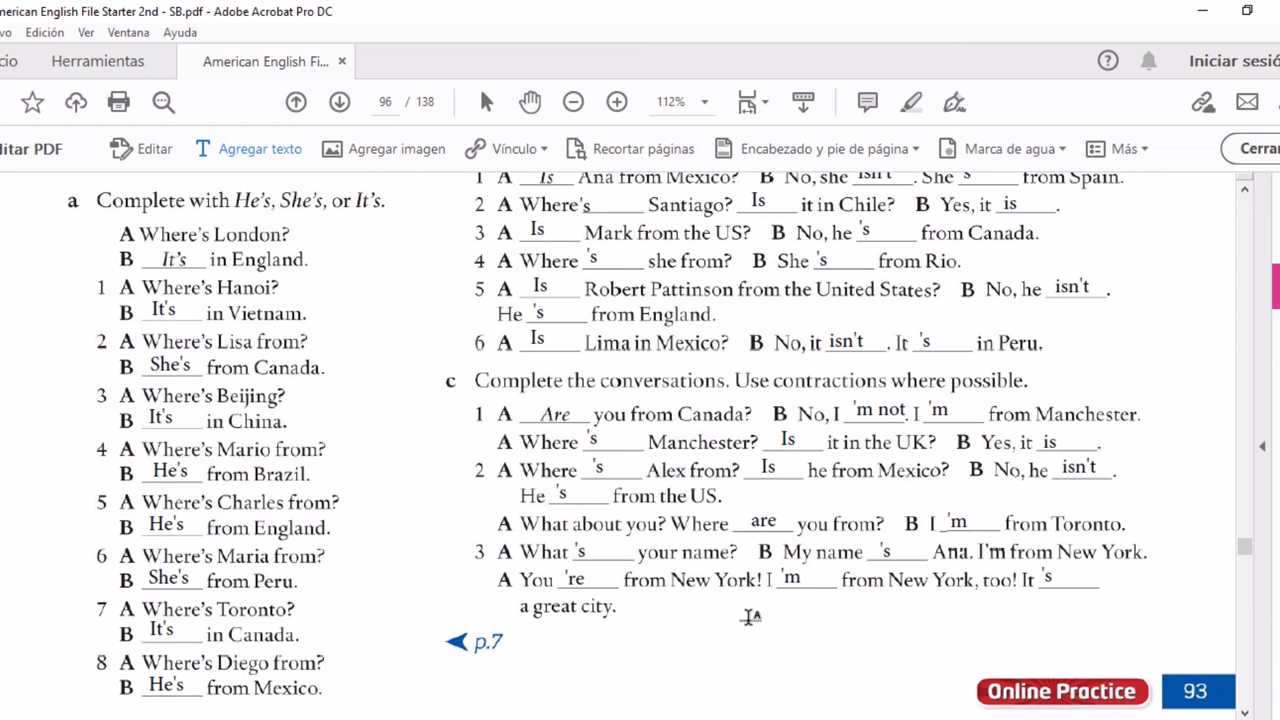 merican English File Starter 2nd - SB.pdf - Adobe Acrobat Pro DC
vo Edición Ver Ventana Ayuda
cio Herramientas American English Fi... × Iniciar sesió
96 / 138 112%
litar PDF Editar Agregar texto Agregar imagen Vínculo Recortar páginas Encabezado y pie de página Marca de agua Más Cerrar
a Complete with He's, She's, or It's.
A Where's London?
B It's in England.
1 A Where's Hanoi?
B It's in Vietnam.
2 A Where's Lisa from?
B She's from Canada.
3 A Where's Beijing?
B It's in China.
4 A Where's Mario from?
B He's from Brazil.
5 A Where's Charles from?
B He's from England.
6 A Where's Maria from?
B She's from Peru.
7 A Where's Toronto?
B It's in Canada.
8 A Where's Diego from?
B He's from Mexico.
1 A Is Ana from Mexico? B No, she isn't. She 's from Spain.
2 A Where's Santiago? Is it in Chile? B Yes, it is.
3 A Is Mark from the US? B No, he 's from Canada.
4 A Where 's she from? B She 's from Rio.
5 A Is Robert Pattinson from the United States? B No, he isn't.
He 's from England.
6 A Is Lima in Mexico? B No, it isn't. It 's in Peru.
c Complete the conversations. Use contractions where possible.
1 A Are you from Canada? B No, I 'm not. I 'm from Manchester.
A Where 's Manchester? Is it in the UK? B Yes, it is.
2 A Where 's Alex from? Is he from Mexico? B No, he isn't.
He 's from the US.
A What about you? Where are you from? B I 'm from Toronto.
3 A What 's your name? B My name 's Ana. I'm from New York.
A You 're from New York! I 'm from New York, too! It 's
a great city.
p.7
Online Practice 93